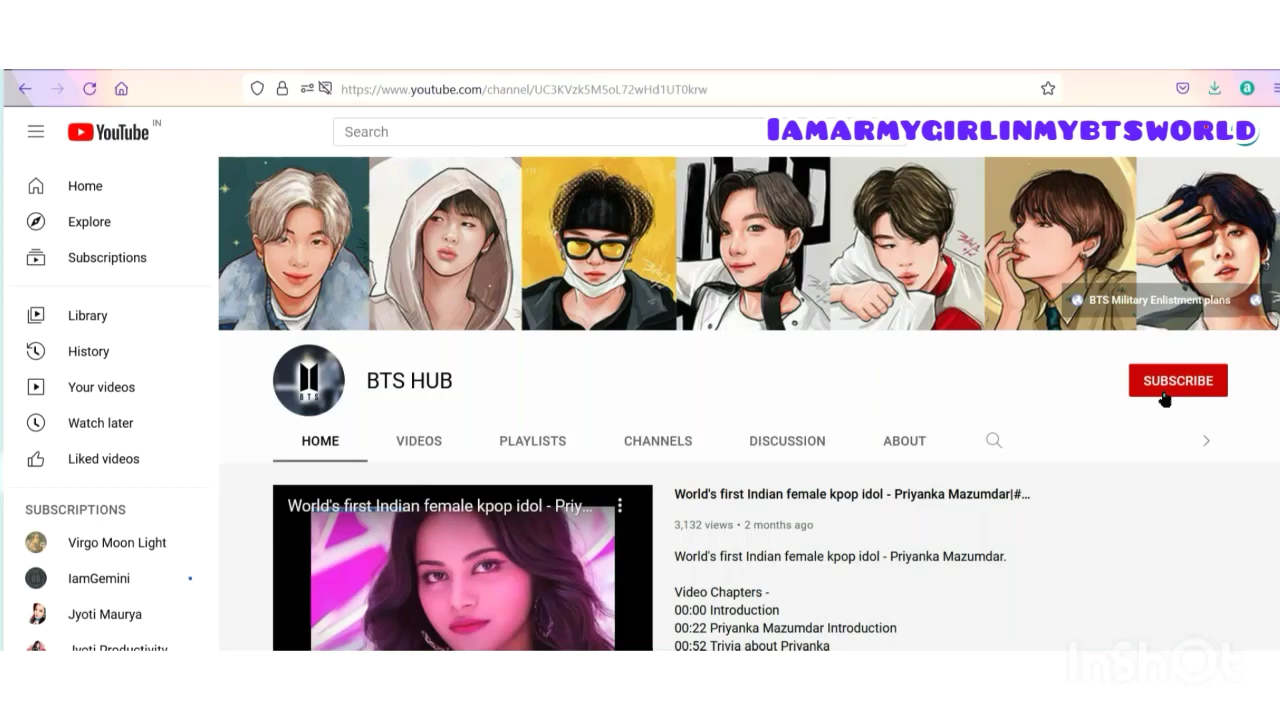 https://www.youtube.com/channel/UC3KVzk5M5oL72wHd1UT0krw
YouTube IN
Search
IAMARMYGIRLINMYBTSWORLD
Home
Explore
Subscriptions
Library
History
Your videos
Watch later
Liked videos
SUBSCRIPTIONS
Virgo Moon Light
IamGemini
Jyoti Maurya
Jyoti Productivity
BTS Military Enlistment plans
BTS
BTS HUB
SUBSCRIBE
HOME VIDEOS PLAYLISTS CHANNELS DISCUSSION ABOUT
World's first Indian female kpop idol - Priy...
World's first Indian female kpop idol - Priyanka Mazumdar|#...
3,132 views • 2 months ago
World's first Indian female kpop idol - Priyanka Mazumdar.
Video Chapters -
00:00 Introduction
00:22 Priyanka Mazumdar Introduction
00:52 Trivia about Priyanka
InShOt